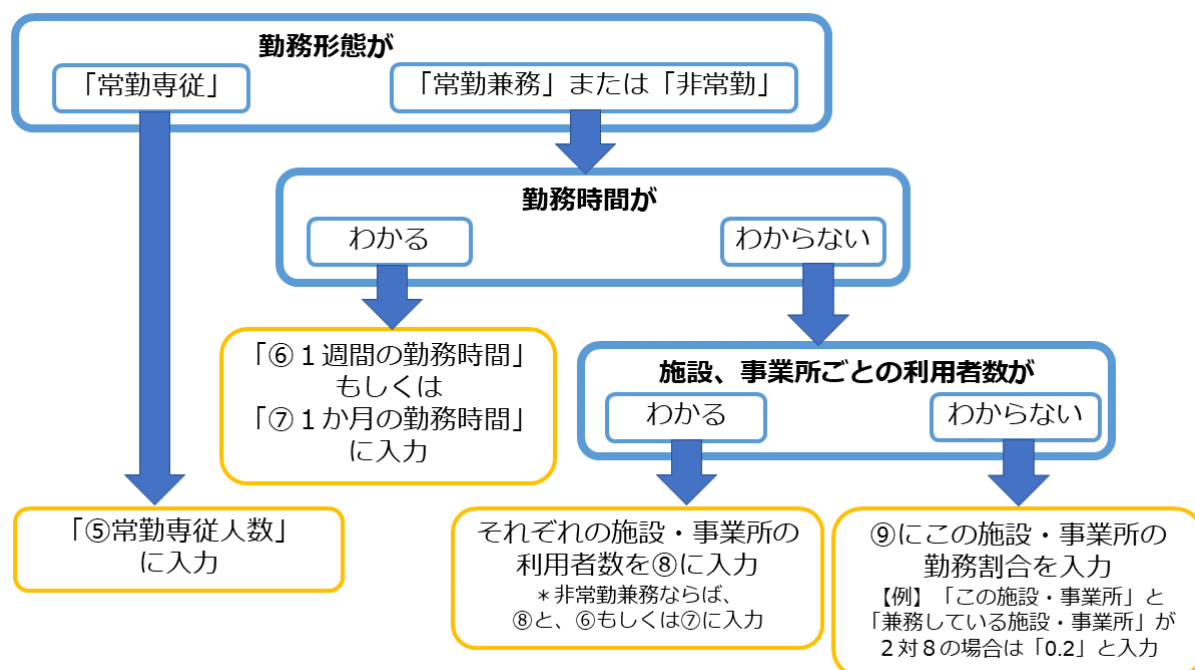 勤務形態が
「常勤専従」
「常勤兼務」または「非常勤」
勤務時間が
わかる
わからない
「⑥１週間の勤務時間」
もしくは
「⑦１か月の勤務時間」
に入力
施設、事業所ごとの利用者数が
わかる
わからない
「⑤常勤専従人数」
に入力
それぞれの施設・事業所の
利用者数を⑧に入力
＊非常勤兼務ならば、
⑧と、⑥もしくは⑦に入力
⑨にこの施設・事業所の
勤務割合を入力
【例】「この施設・事業所」と
「兼務している施設・事業所」が
２対８の場合は「0.2」と入力